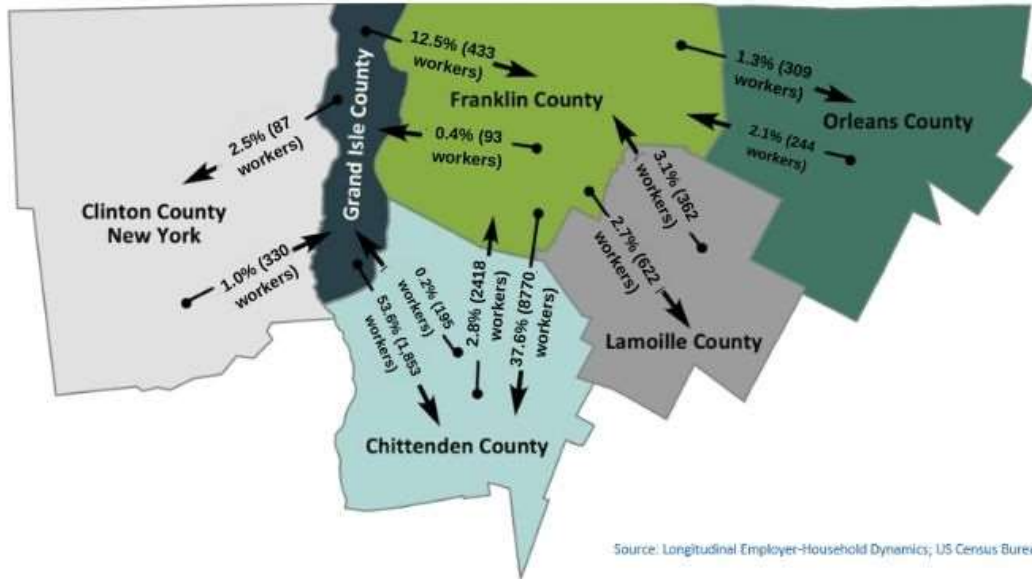 12.5% (433
workers)
Franklin County
1.3% (309
workers)
Orleans County
2.5% (87
workers)
Grand Isle County
0.4% (93
workers)
2.1% (244
workers)
3.1% (362
workers)
Clinton County
New York
1.0% (330
workers)
2.7% (622
workers)
0.2% (195
workers)
53.6% (1,853
workers)
2.8% (2418
workers)
37.6% (8770
workers)
Lamoille County
Chittenden County
Source: Longitudinal Employer-Household Dynamics; US Census Bure